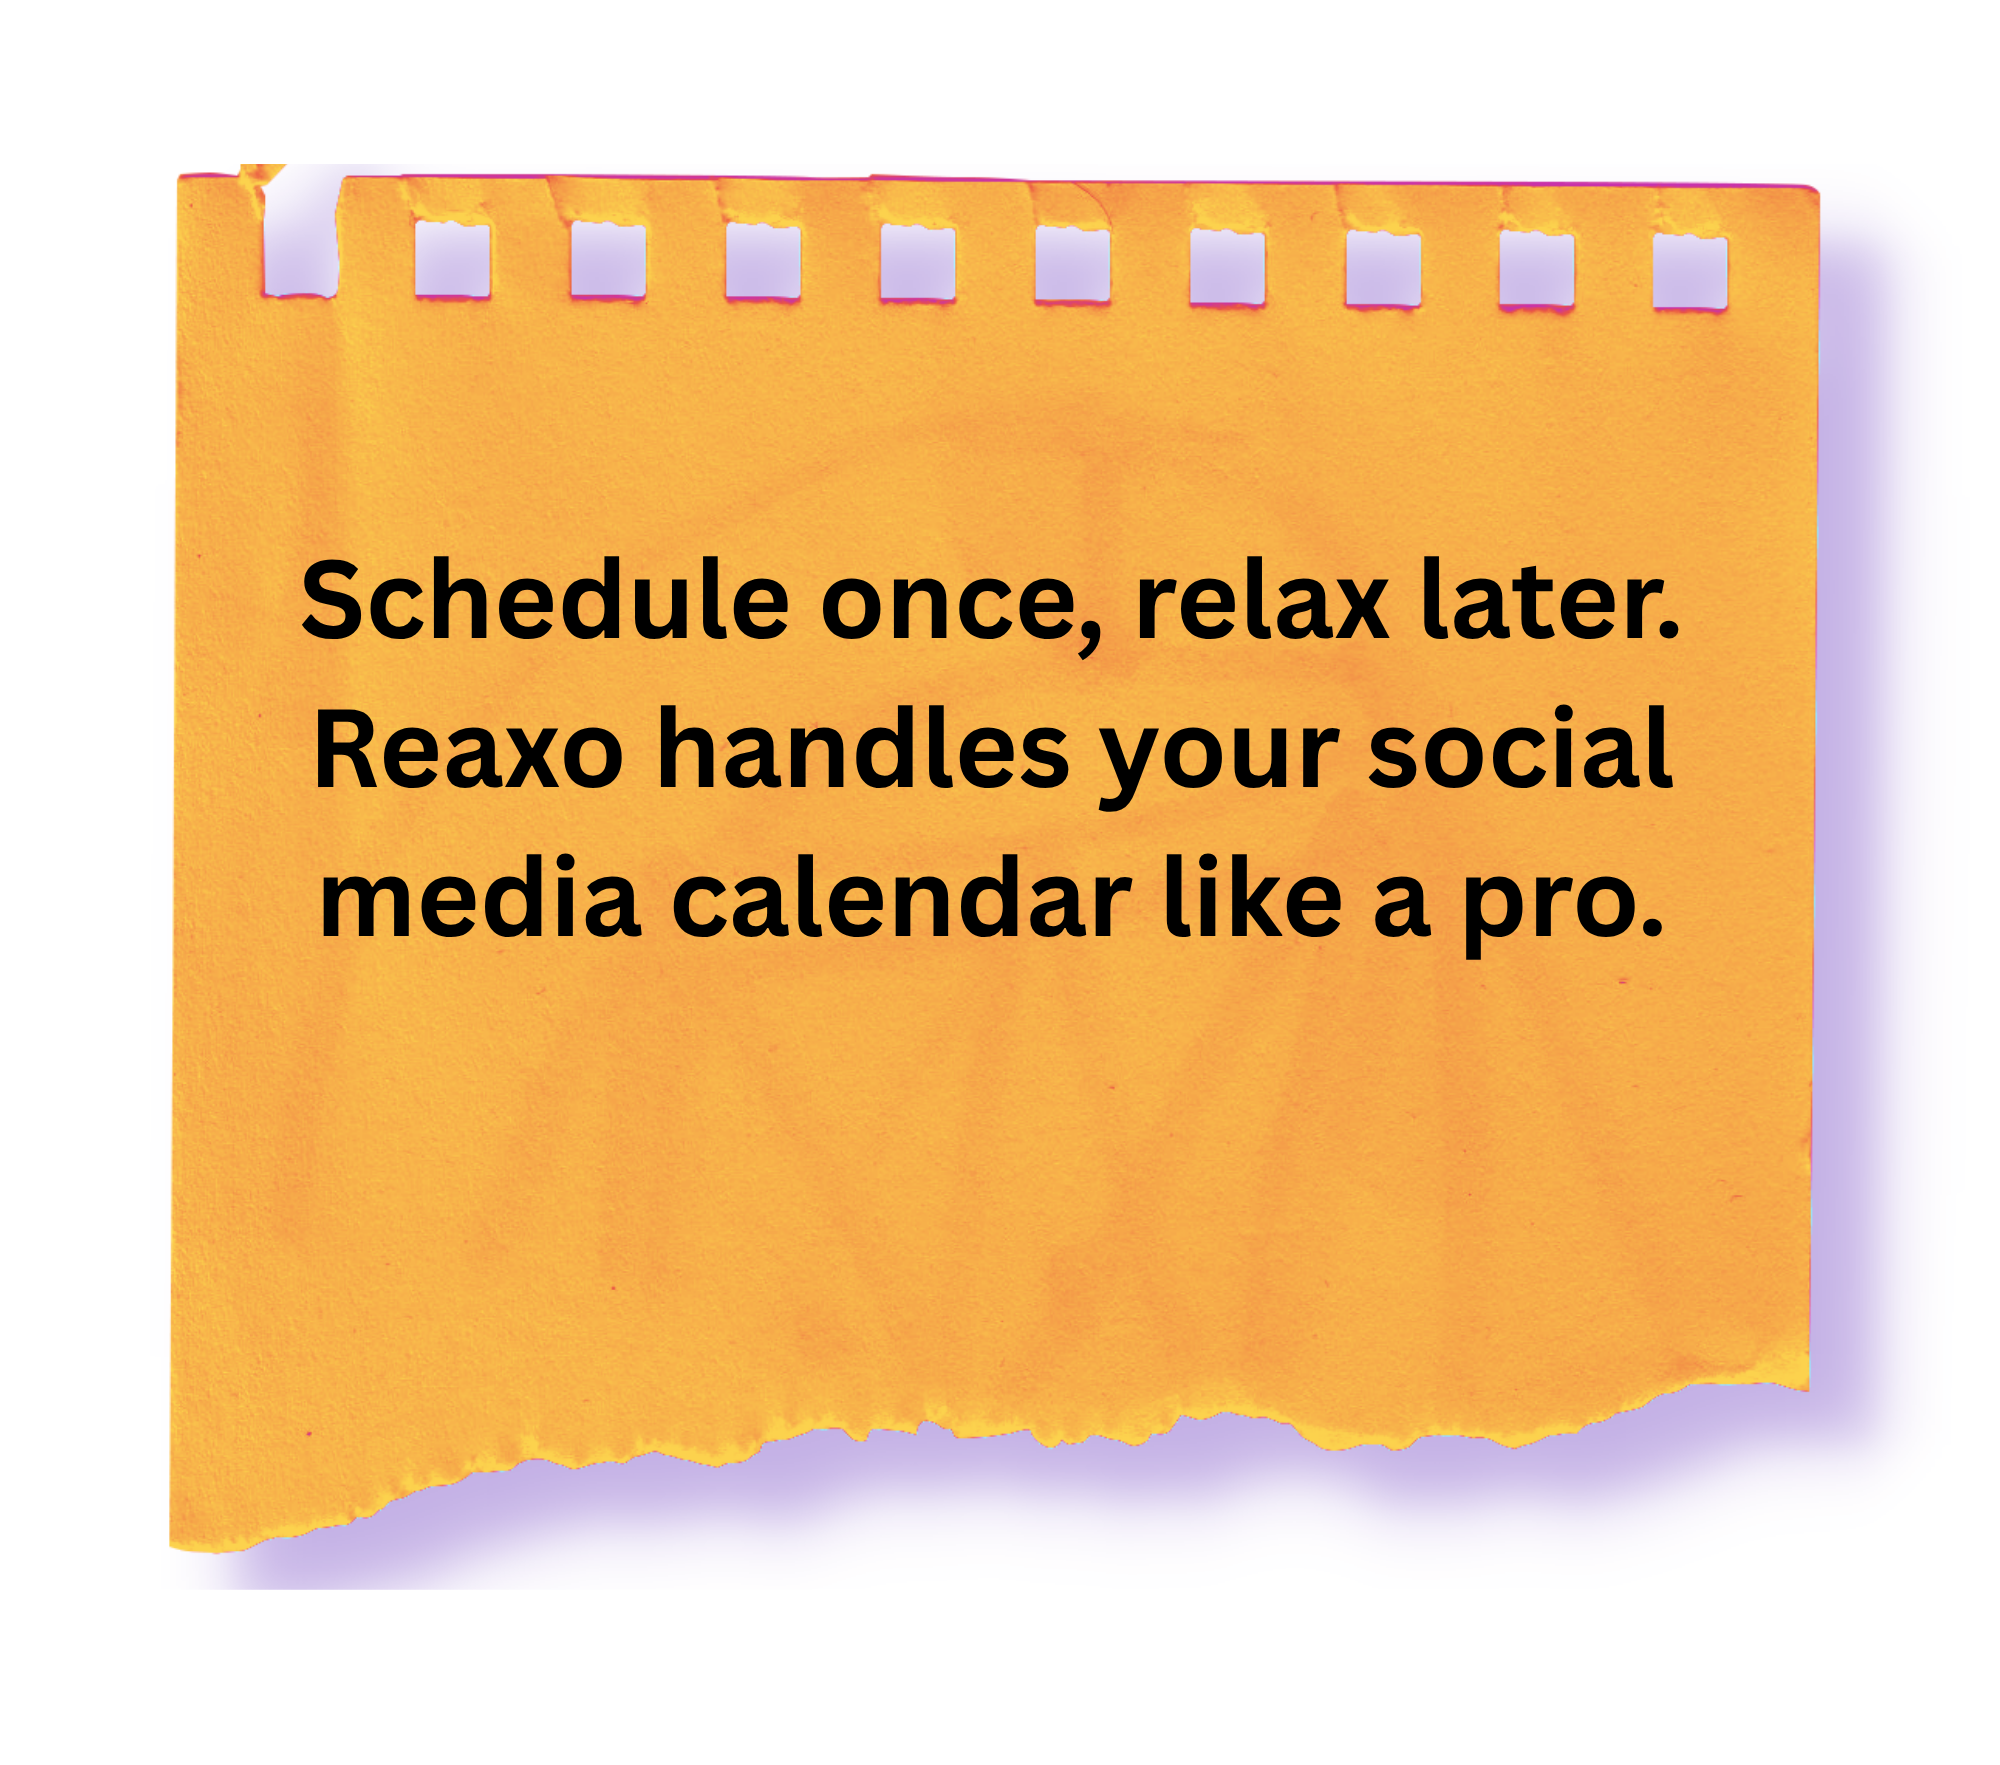 Schedule once, relax later.
Reaxo handles your social
media calendar like a pro.